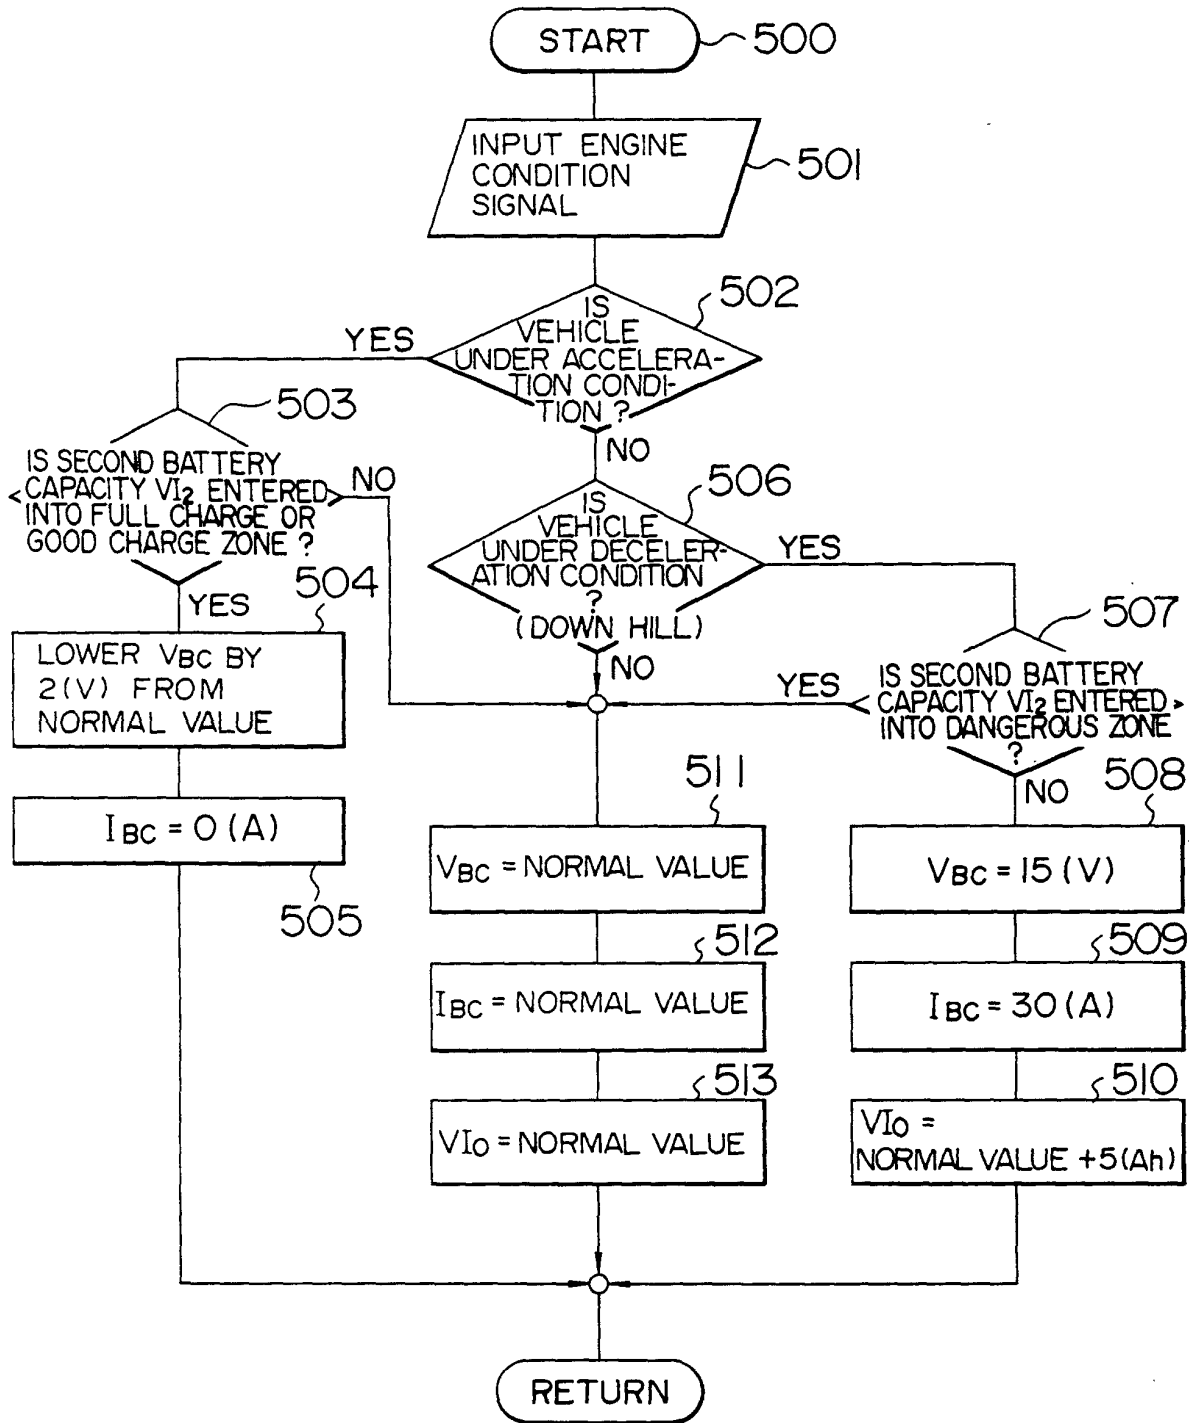 START
500
INPUT ENGINE
CONDITION
SIGNAL
501
502
IS
VEHICLE
UNDER ACCELERA-
TION CONDI-
TION ?
YES
NO
503
IS SECOND BATTERY
CAPACITY VI2 ENTERED
INTO FULL CHARGE OR
GOOD CHARGE ZONE ?
NO
YES
504
LOWER VBC BY
2(V) FROM
NORMAL VALUE
IBC = 0 (A)
505
506
IS
VEHICLE
UNDER DECELER-
ATION CONDITION
?
(DOWN HILL)
YES
NO
507
IS SECOND BATTERY
CAPACITY VI2 ENTERED
INTO DANGEROUS ZONE
?
YES
NO
511
VBC = NORMAL VALUE
512
IBC = NORMAL VALUE
513
VIO = NORMAL VALUE
508
VBC = 15 (V)
509
IBC = 30 (A)
510
VIO =
NORMAL VALUE +5(Ah)
RETURN